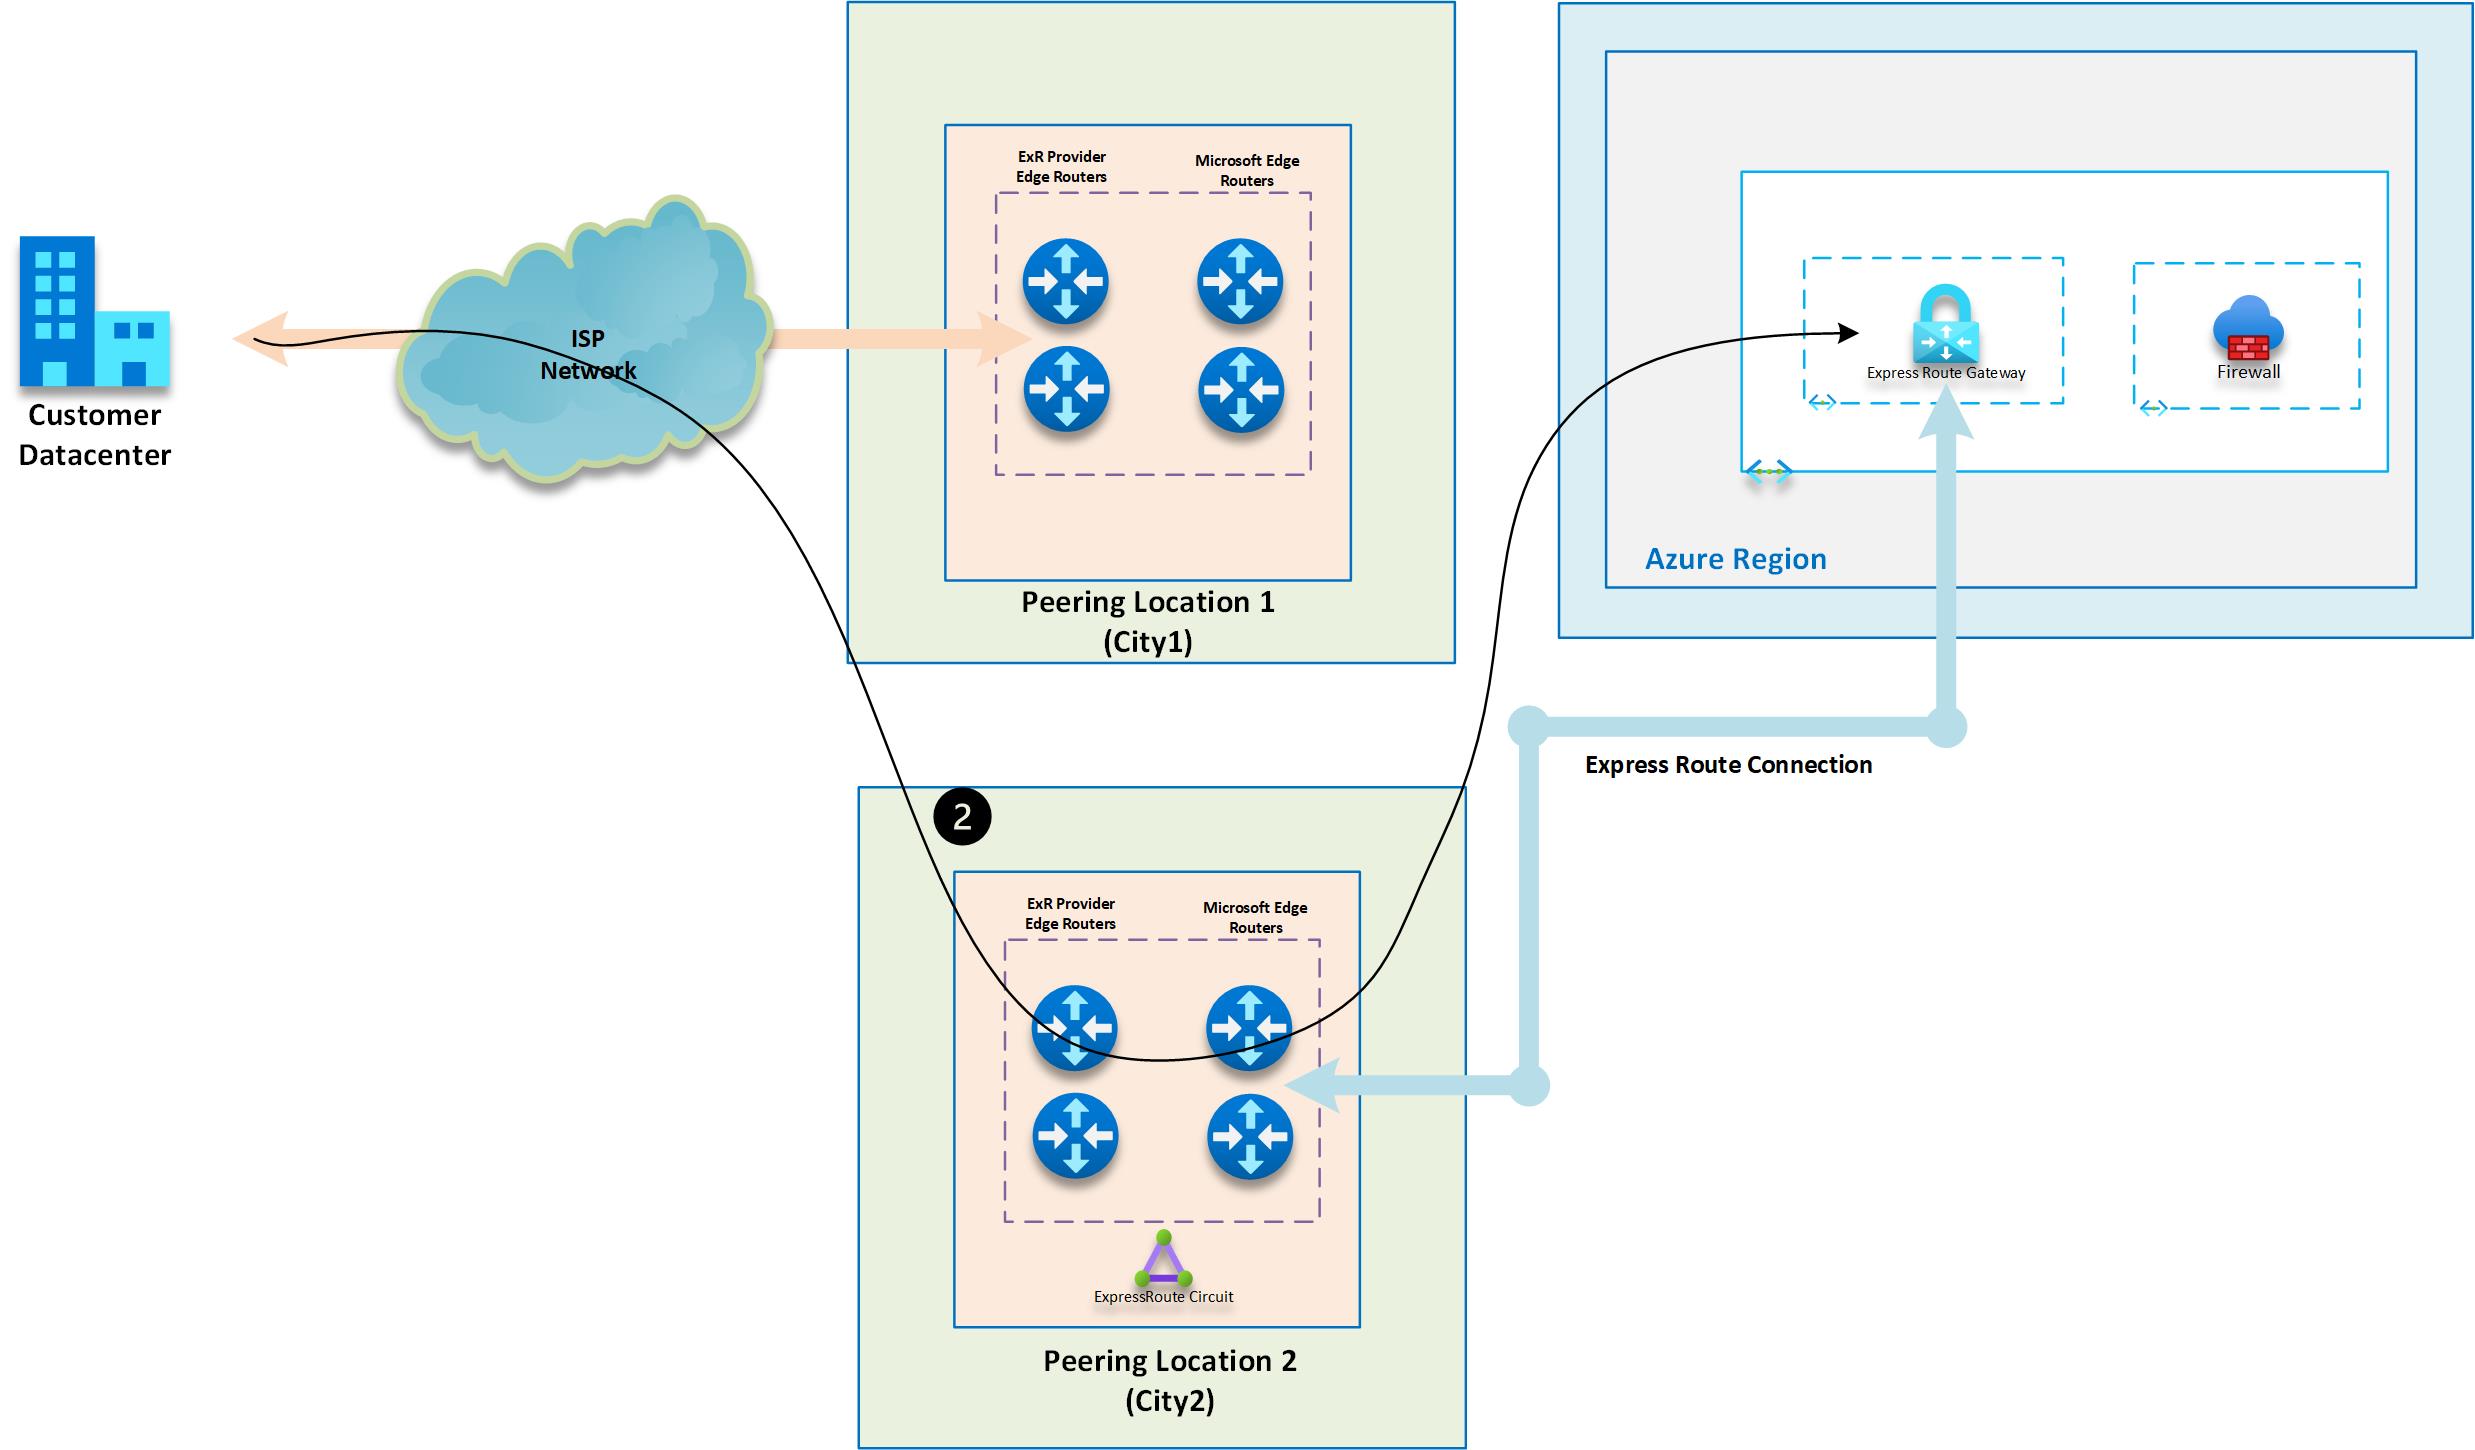 ExR Provider
Edge Routers
Microsoft Edge
Routers
ISP
Network
Customer
Datacenter
Express Route Gateway
Firewall
Azure Region
Peering Location 1
(City1)
Express Route Connection
2
ExR Provider
Edge Routers
Microsoft Edge
Routers
ExpressRoute Circuit
Peering Location 2
(City2)